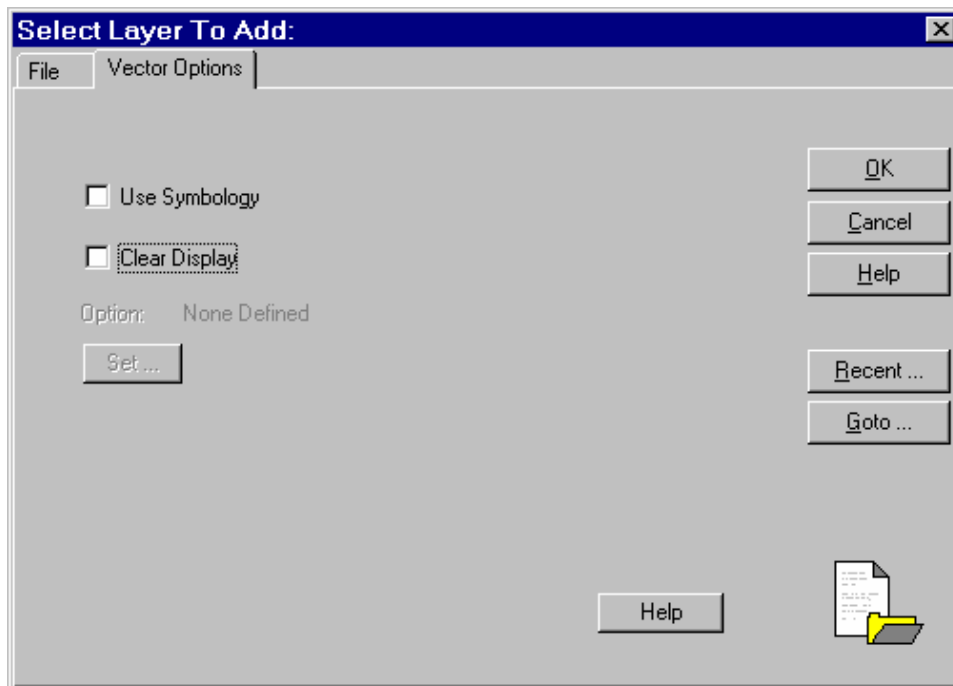 Select Layer To Add:
File
Vector Options
Use Symbology
Clear Display
Option: None Defined
Set ...
OK
Cancel
Help
Recent ...
Goto ...
Help